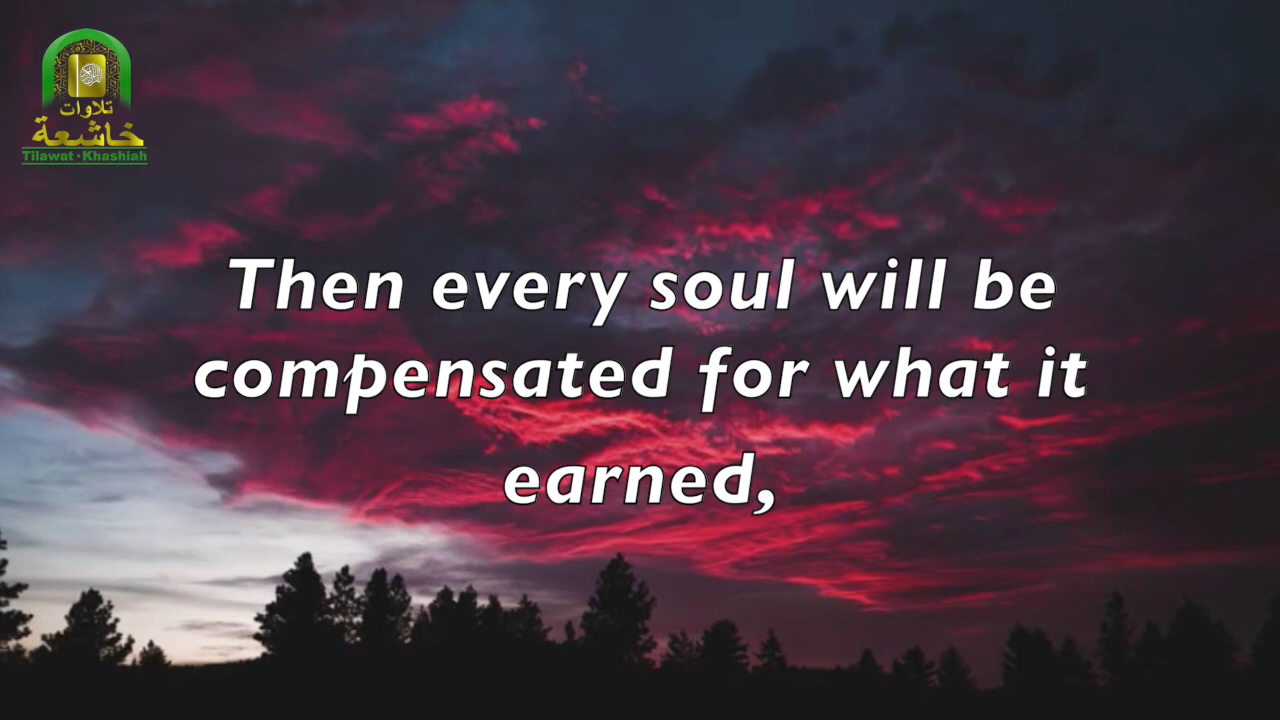 تلاوات
خاشعة
Tilawat·Khashiah
Then every soul will be
compensated for what it
earned,